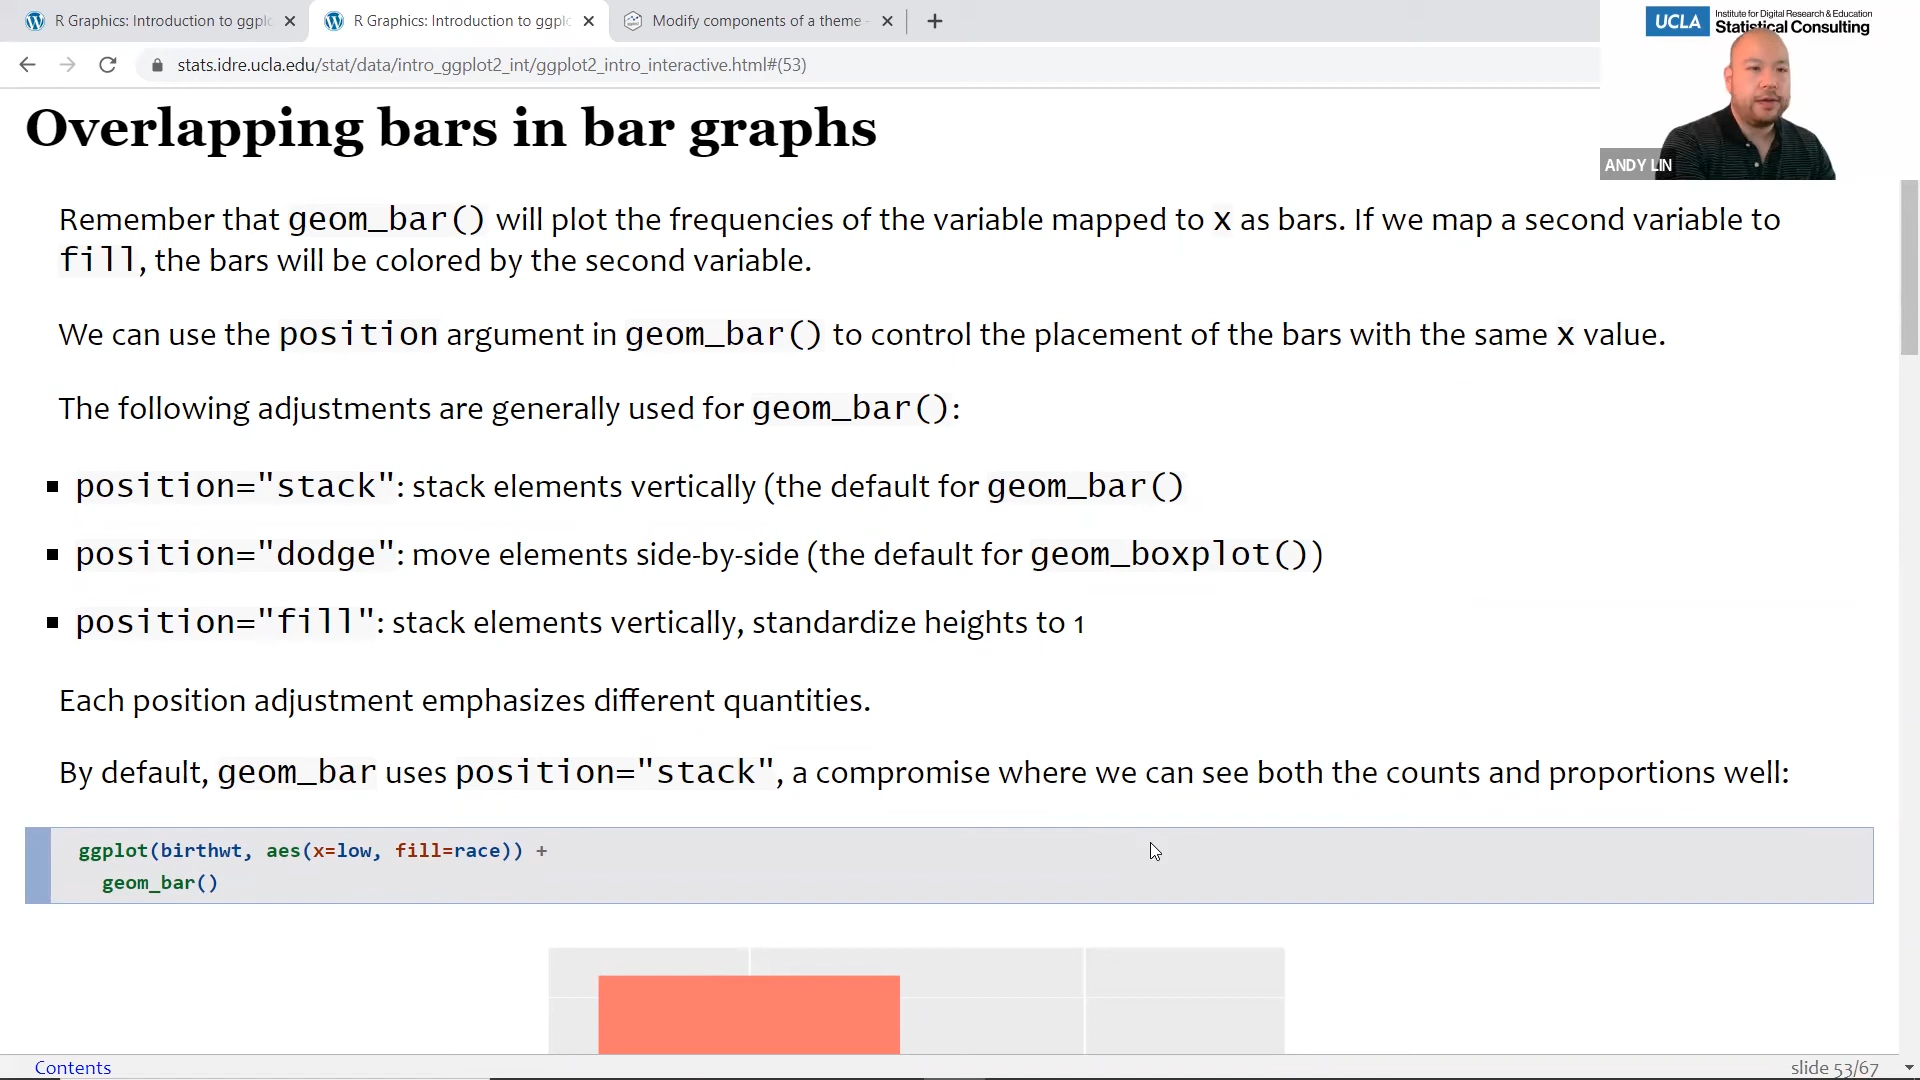 R Graphics: Introduction to ggplo
R Graphics: Introduction to ggplo
Modify components of a theme -
stats.idre.ucla.edu/stat/data/intro_ggplot2_int/ggplot2_intro_interactive.html#(53)
UCLA
Institute for Digital Research & Education
Statistical Consulting
ANDY LIN
Overlapping bars in bar graphs
Remember that geom_bar() will plot the frequencies of the variable mapped to x as bars. If we map a second variable to
fill, the bars will be colored by the second variable.
We can use the position argument in geom_bar() to control the placement of the bars with the same x value.
The following adjustments are generally used for geom_bar():
position="stack": stack elements vertically (the default for geom_bar()
position="dodge": move elements side-by-side (the default for geom_boxplot())
position="fill": stack elements vertically, standardize heights to 1
Each position adjustment emphasizes different quantities.
By default, geom_bar uses position="stack", a compromise where we can see both the counts and proportions well:
ggplot(birthwt, aes(x=low, fill=race)) +
geom_bar()
Contents
slide 53/67